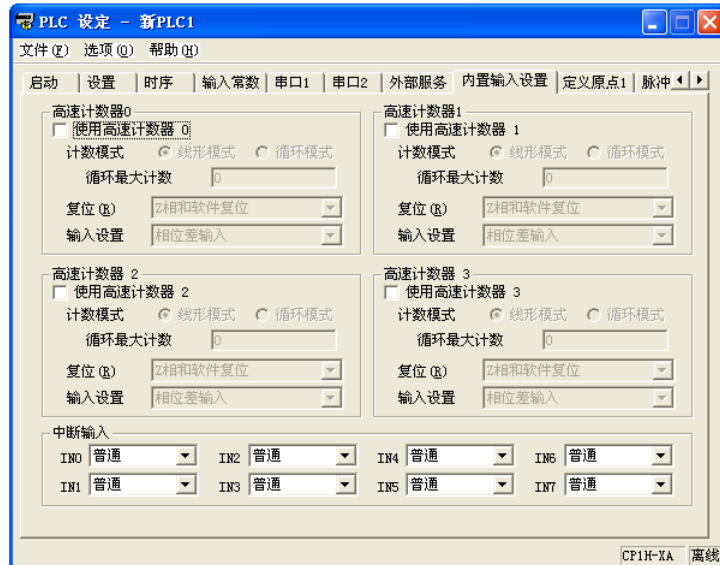 PLC 设定 - 新PLC1
文件(F) 选项(O) 帮助(H)
启动 设置 时序 输入常数 串口1 串口2 外部服务 内置输入设置 定义原点1 脉冲
高速计数器0 高速计数器1
使用高速计数器 0 使用高速计数器 1
计数模式 线形模式 循环模式 计数模式 线形模式 循环模式
循环最大计数 0 循环最大计数 0
复位(R) Z相和软件复位 复位(R) Z相和软件复位
输入设置 相位差输入 输入设置 相位差输入
高速计数器 2 高速计数器 3
使用高速计数器 2 使用高速计数器 3
计数模式 线形模式 循环模式 计数模式 线形模式 循环模式
循环最大计数 0 循环最大计数 0
复位(R) Z相和软件复位 复位(R) Z相和软件复位
输入设置 相位差输入 输入设置 相位差输入
中断输入
IN0 普通 IN2 普通 IN4 普通 IN6 普通
IN1 普通 IN3 普通 IN5 普通 IN7 普通
CP1H-XA 离线